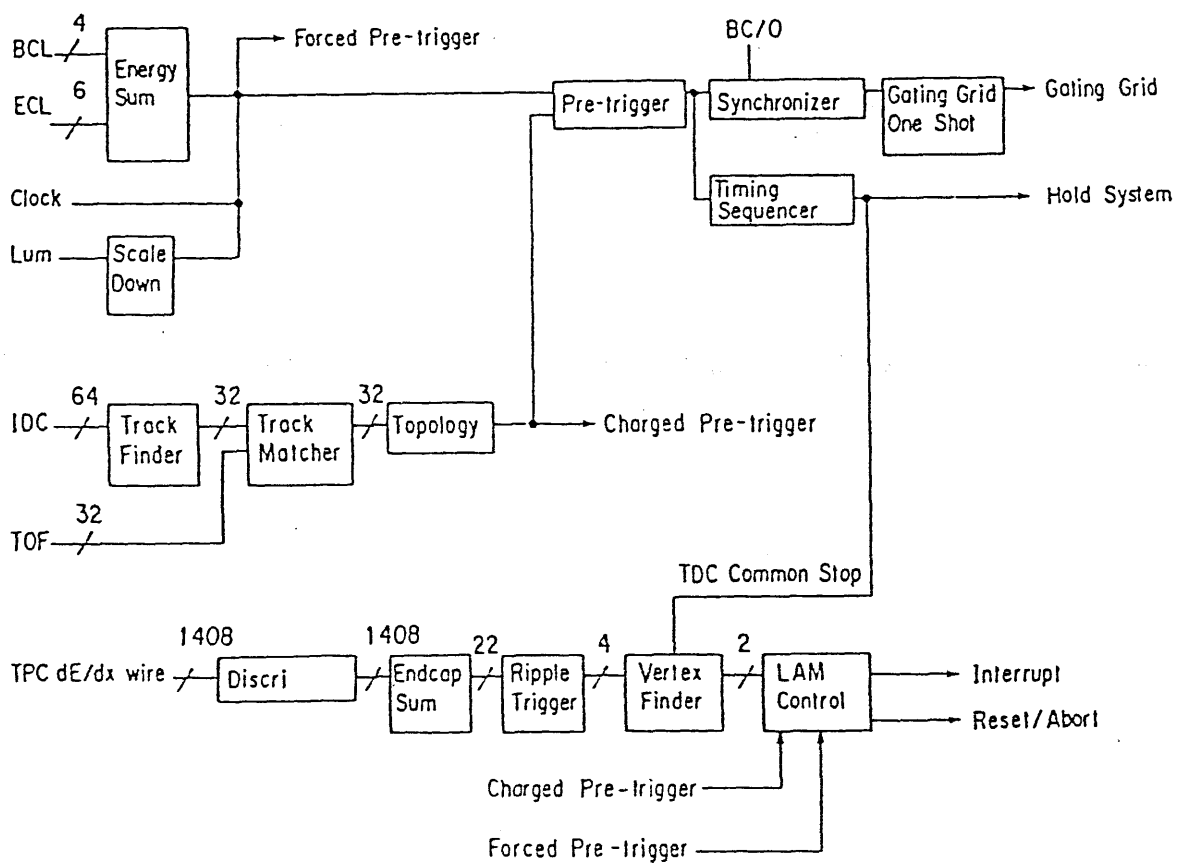 BCL
4
ECL
6
Energy
Sum
Forced Pre-trigger
Clock
Lum
Scale
Down
Pre-trigger
BC/O
Synchronizer
Gating Grid
One Shot
Gating Grid
Timing
Sequencer
Hold System
IDC
64
Track
Finder
32
Track
Matcher
32
Topology
Charged Pre-trigger
TOF
32
TDC Common Stop
TPC dE/dx wire
1408
Discri
1408
Endcap
Sum
22
Ripple
Trigger
4
Vertex
Finder
2
LAM
Control
Interrupt
Reset/Abort
Charged Pre-trigger
Forced Pre-trigger